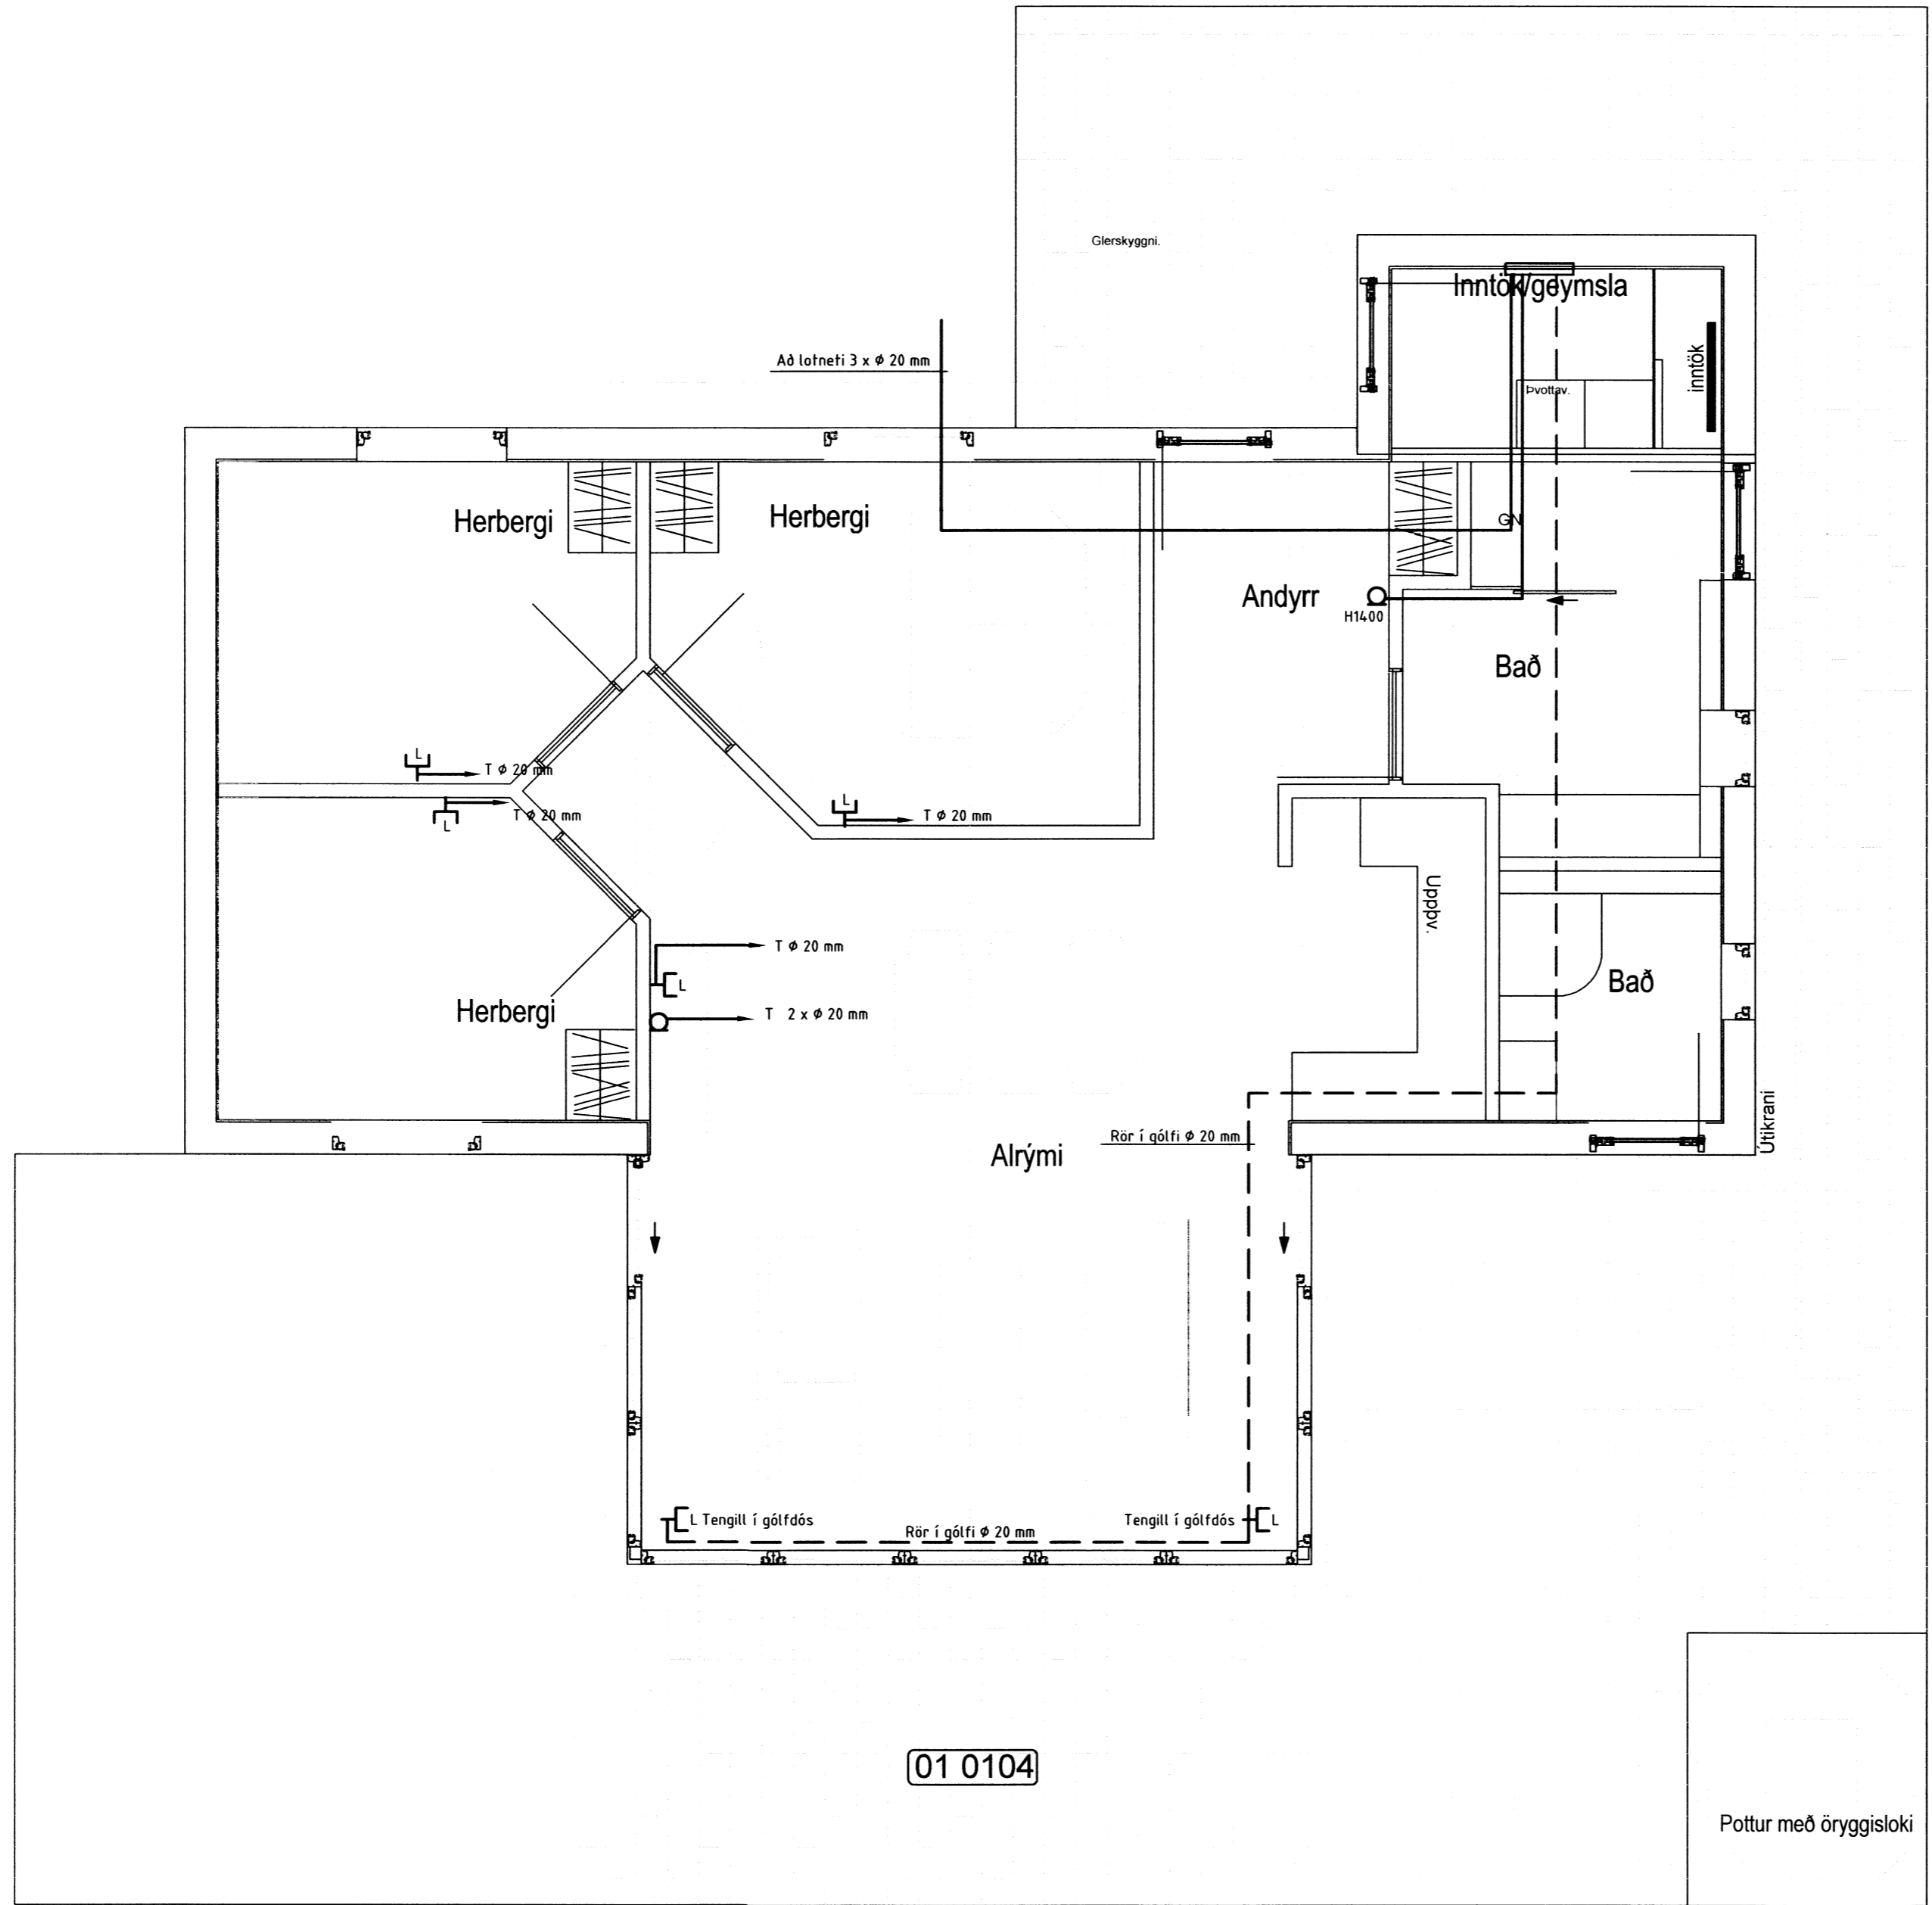 Glerskyggni.
Inntök/geymsla
inntök
Að lofneti 3 x ϕ 20 mm
Þvottav.
Herbergi
Herbergi
GN
Andyrr
H1400
Bað
L
T ϕ 20 mm
T ϕ 20 mm
L
L
T ϕ 20 mm
Uppþv.
T ϕ 20 mm
L
Bað
Herbergi
T 2 x ϕ 20 mm
Útikrani
Rör í gólfi ϕ 20 mm
Alrými
L Tengill í gólfdós
Rör í gólfi ϕ 20 mm
Tengill í gólfdós
L
01 0104
Pottur með öryggisloki